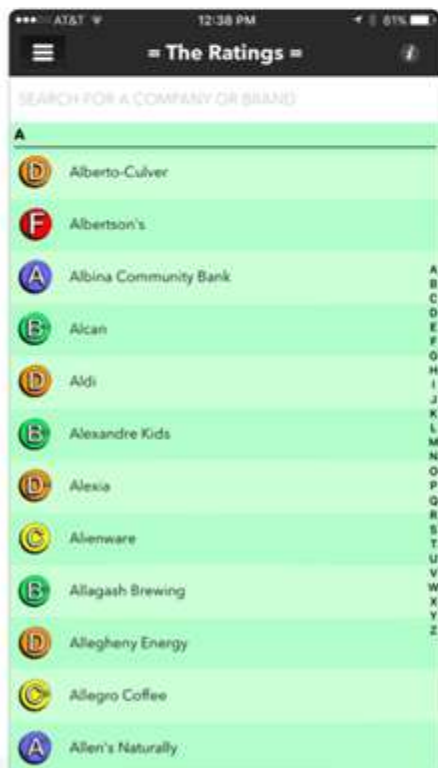 AT&T 12:38 PM 61%
= The Ratings = i
SEARCH FOR A COMPANY OR BRAND
A
D Alberto-Culver
F Albertson's
A Albina Community Bank
B Alcan
D Aldi
B Alexandre Kids
D Alexia
C Alienware
B Allagash Brewing
D Allegheny Energy
C Allegro Coffee
A Allen's Naturally
A
B
C
D
E
F
G
H
I
J
K
L
M
N
O
P
Q
R
S
T
U
V
W
X
Y
Z